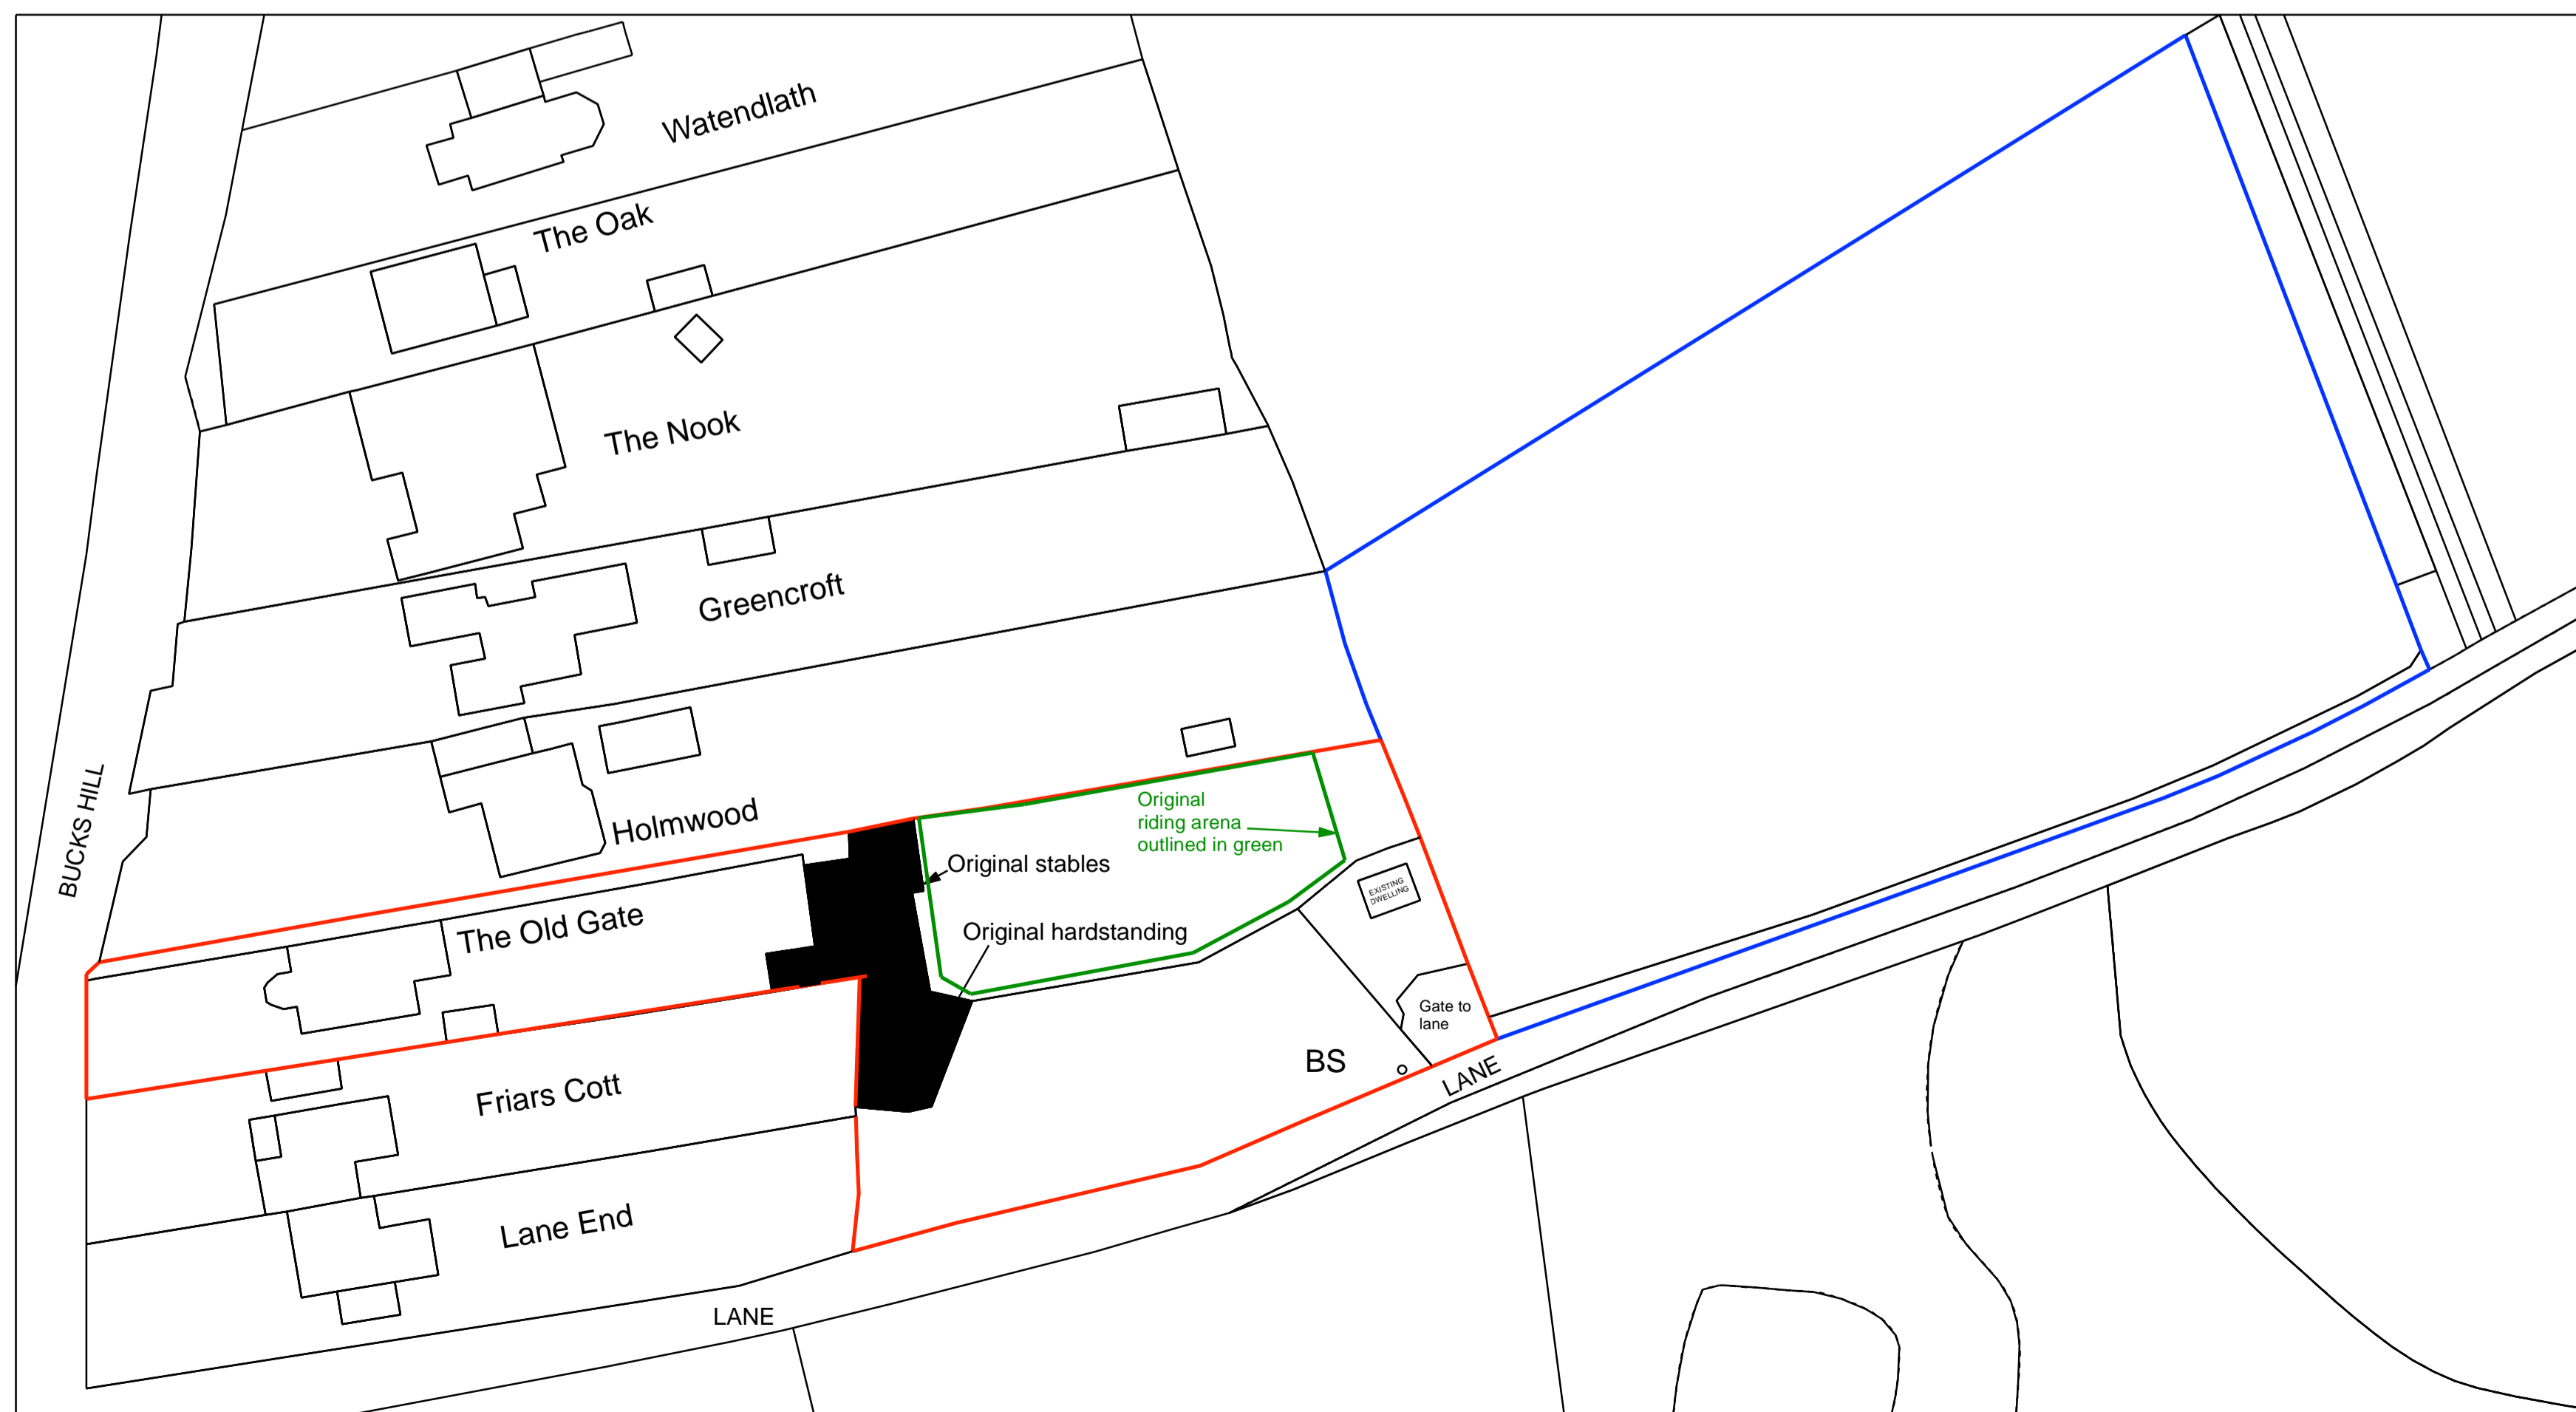 Watendlath
The Oak
The Nook
Greencroft
BUCKS HILL
Holmwood
Original
riding arena
outlined in green
Original stables
EXISTING
DWELLING
The Old Gate
Original hardstanding
Gate to
lane
BS
LANE
Friars Cott
Lane End
LANE